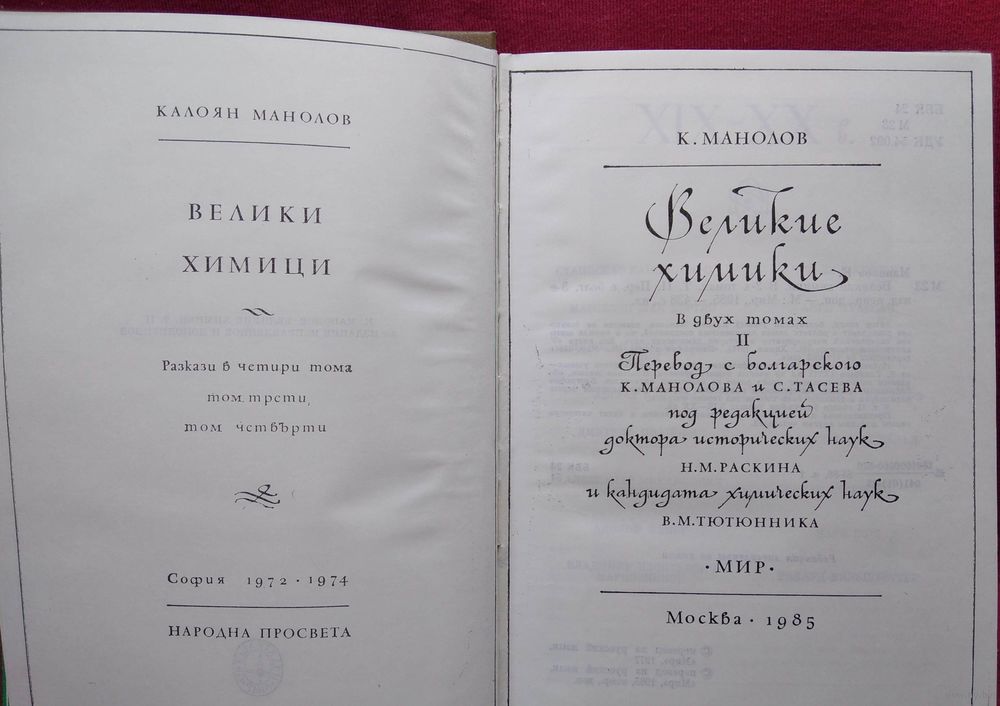 КАЛОЯН МАНОЛОВ
ВЕЛИКИ
ХИМИЦИ
Разкази в четири тома
том трети,
том четвърти
София 1972 · 1974
НАРОДНА ПРОСВЕТА
К. МАНОЛОВ
Великие
химики
В двух томах
II
Перевод с болгарского
К. МАНОЛОВА и С. ТАСЕВА
под редакцией
доктора исторических наук
Н. М. РАСКИНА
и кандидата химических наук
В. М. ТЮТЮННИКА
· МИР ·
Москва · 1985